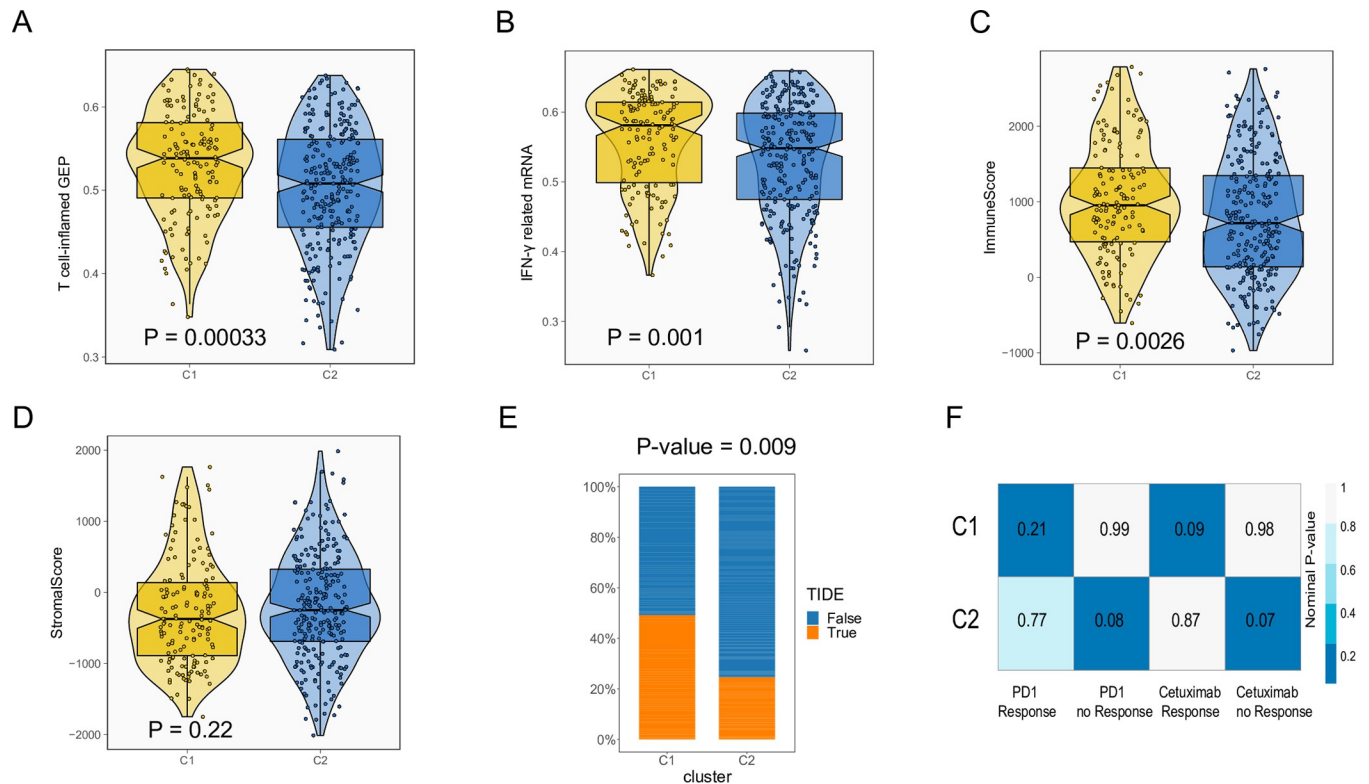 A
T cell-inflamed GEP
0.6
0.5
0.4
0.3
P = 0.00033
C1
C2
B
IFN-γ related mRNA
0.6
0.5
0.4
0.3
P = 0.001
C1
C2
C
ImmuneScore
2000
1000
0
−1000
P = 0.0026
C1
C2
D
StromalScore
2000
1000
0
−1000
−2000
P = 0.22
C1
C2
E
P-value = 0.009
100%
80%
60%
40%
20%
0%
C1
C2
cluster
TIDE
False
True
F
C1
0.21
0.99
0.09
0.98
C2
0.77
0.08
0.87
0.07
PD1
Response
PD1
no Response
Cetuximab
Response
Cetuximab
no Response
Nominal P-value
1
0.8
0.6
0.4
0.2